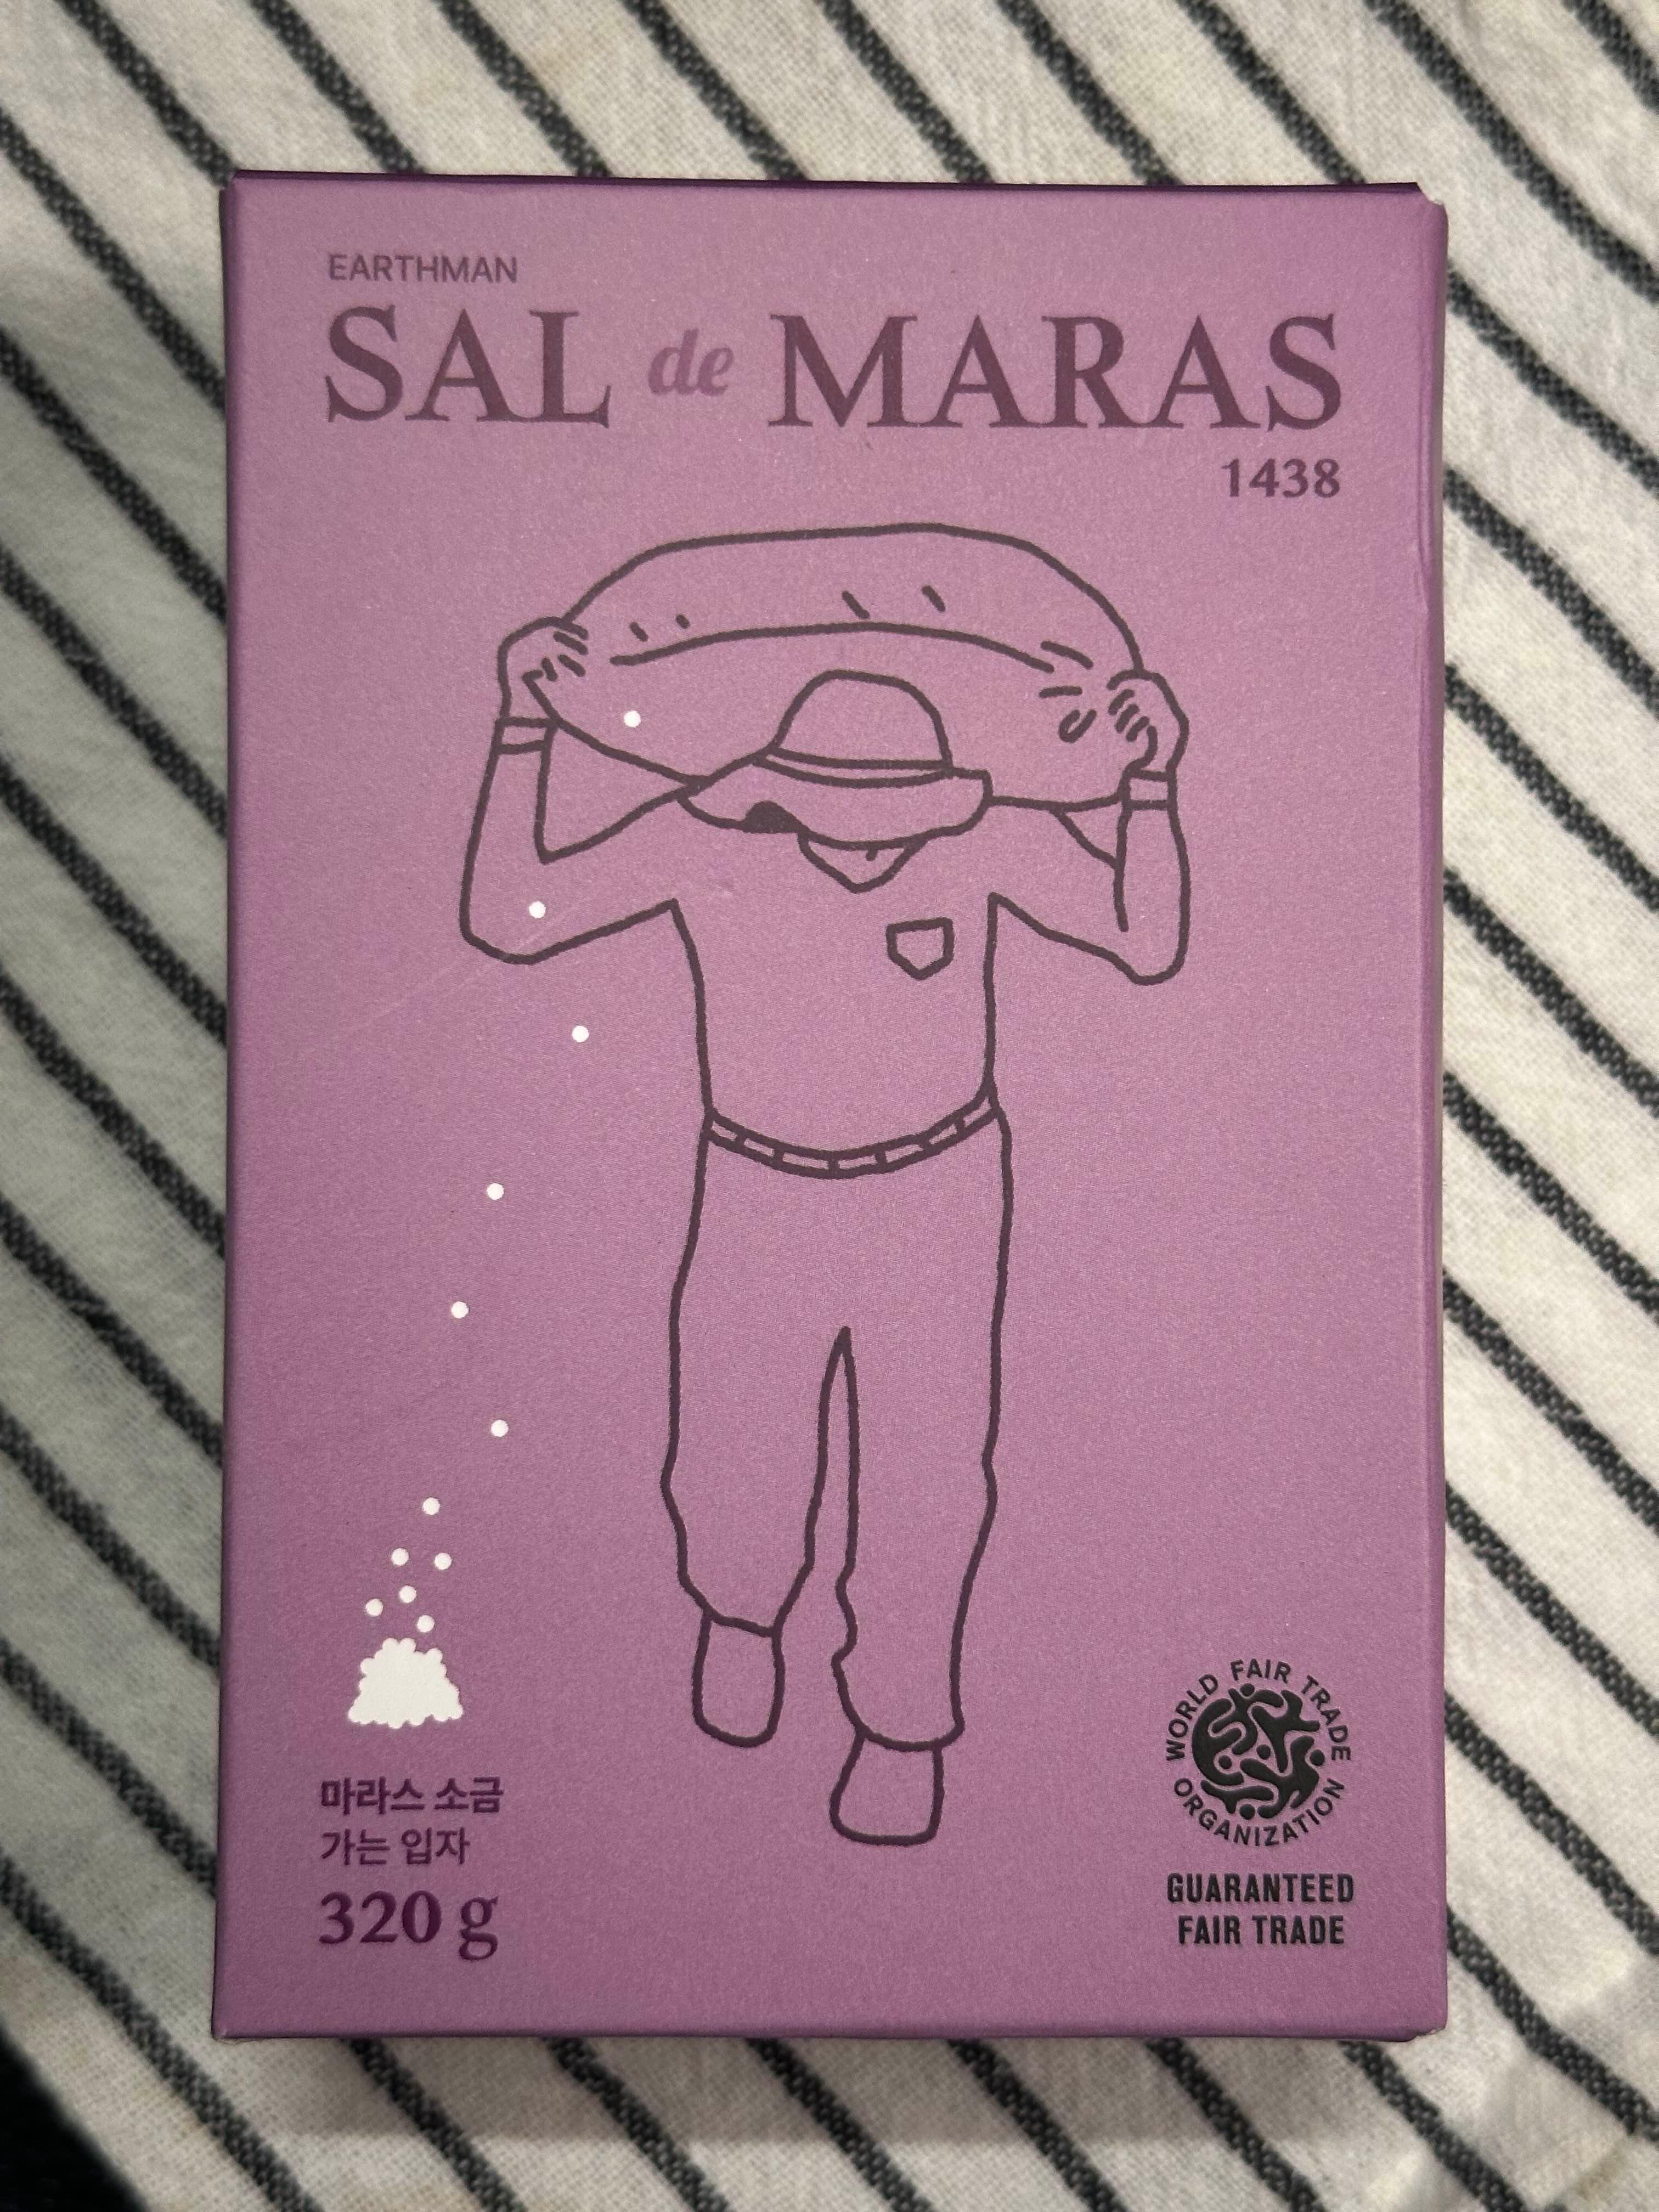 EARTHMAN
SAL de MARAS
1438
마라스 소금
가는 입자
320 g
WORLD FAIR TRADE ORGANIZATION
GUARANTEED
FAIR TRADE